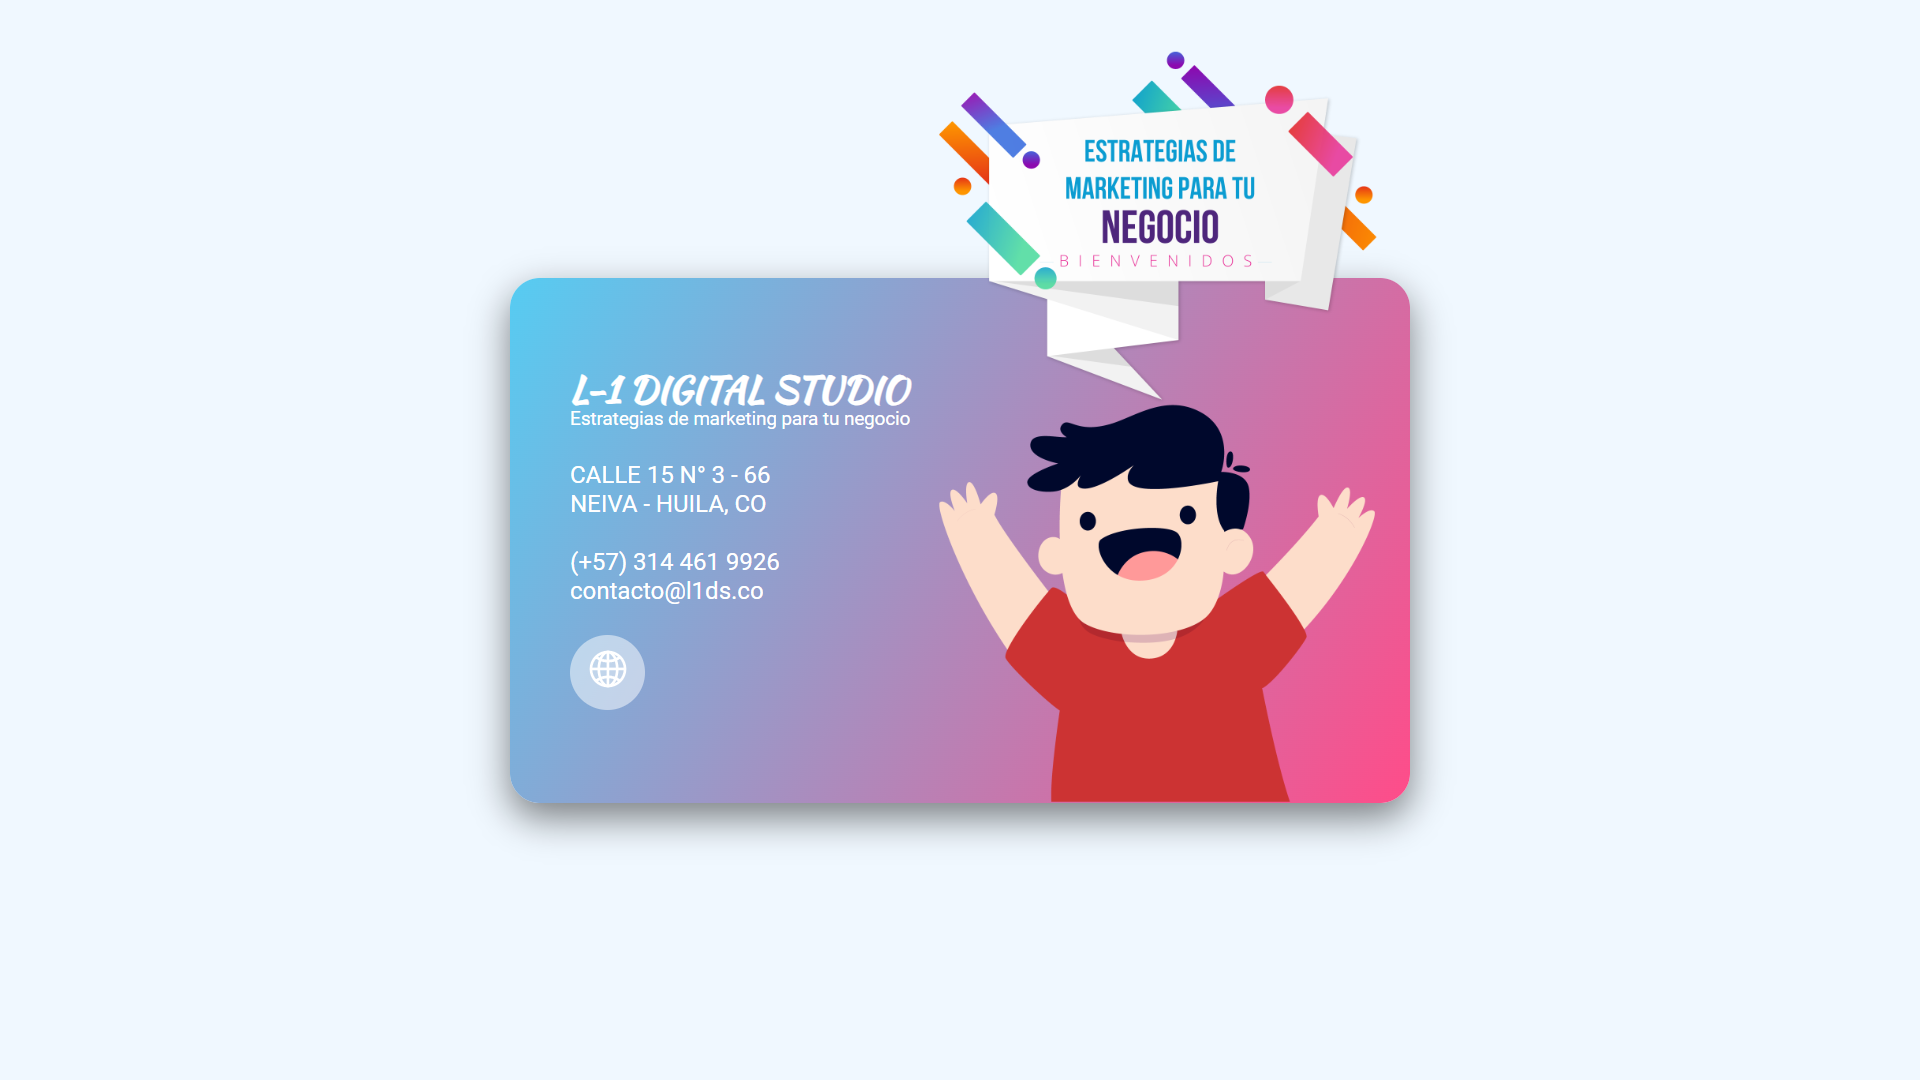 ESTRATEGIAS DE
MARKETING PARA TU
NEGOCIO
BIENVENIDOS
L-1 DIGITAL STUDIO
Estrategias de marketing para tu negocio
CALLE 15 N° 3 - 66
NEIVA - HUILA, CO
(+57) 314 461 9926
contacto@l1ds.co